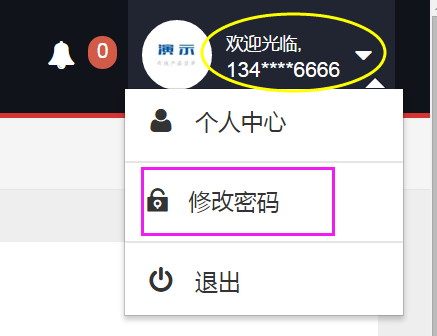 0
演示
欢迎光临,
134****6666
个人中心
修改密码
退出